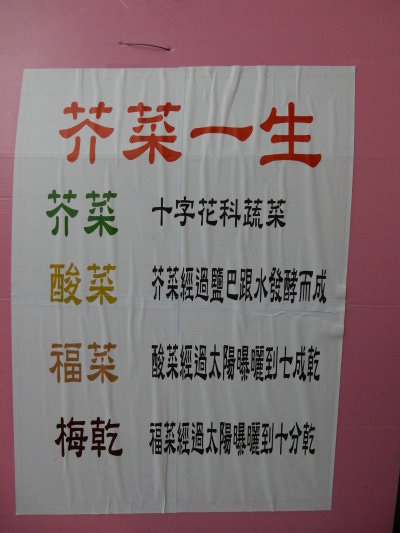 芥菜一生
芥菜 十字花科蔬菜
酸菜 芥菜經過鹽巴跟水發酵而成
福菜 酸菜經過太陽曝曬到七成乾
梅乾 福菜經過太陽曝曬到十分乾